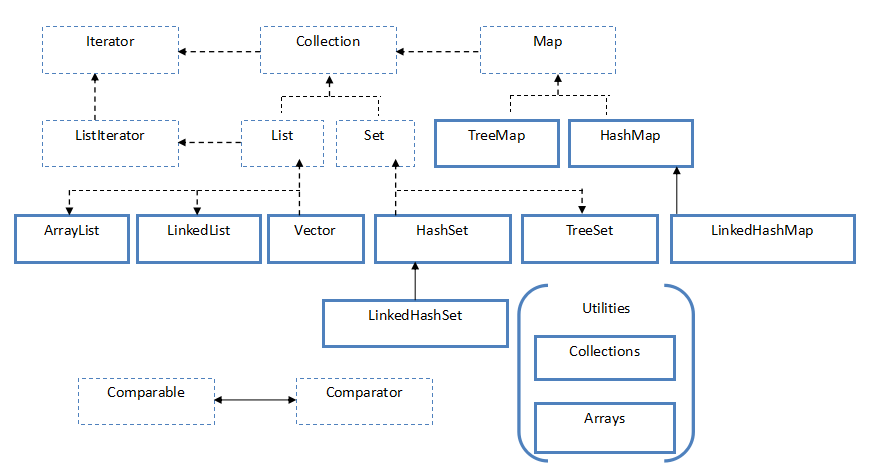 Iterator
Collection
Map
ListIterator
List
Set
TreeMap
HashMap
ArrayList
LinkedList
Vector
HashSet
TreeSet
LinkedHashMap
LinkedHashSet
Utilities
Collections
Comparable
Comparator
Arrays